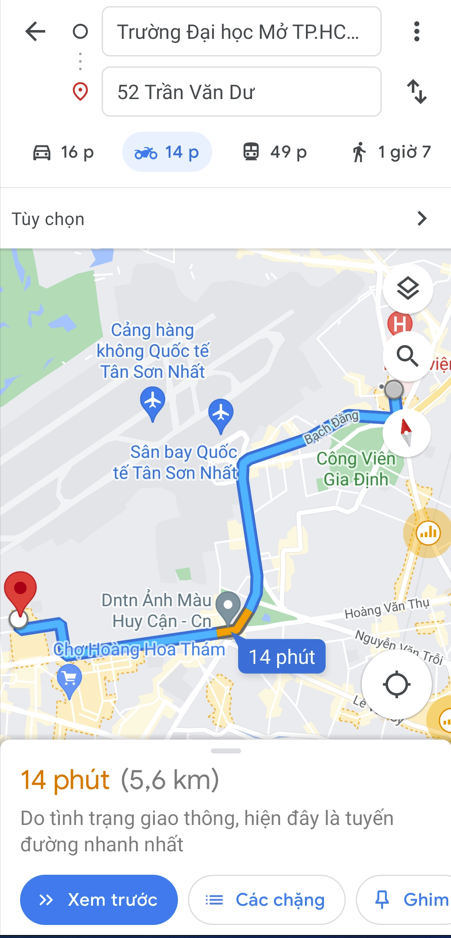 Trường Đại học Mở TP.HC...
52 Trần Văn Dư
16 p
14 p
49 p
1 giờ 7
Tùy chọn
Cảng hàng
không Quốc tế
Tân Sơn Nhất
H
Sân bay Quốc
tế Tân Sơn Nhất
Bạch Đằng
Công Viên
Gia Định
Dntn Ảnh Màu
Huy Cận - Cn
Hoàng Văn Thụ
Chợ Hoàng Hoa Thám
14 phút
Nguyễn Văn Trỗi
14 phút (5,6 km)
Do tình trạng giao thông, hiện đây là tuyến
đường nhanh nhất
Xem trước
Các chặng
Ghim